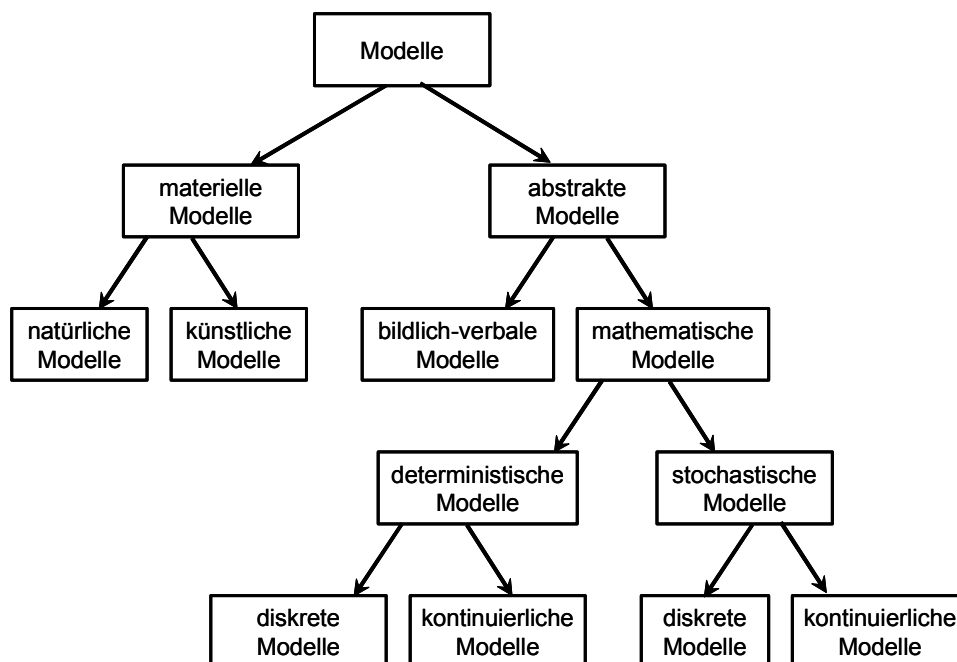 Modelle
materielle
Modelle
abstrakte
Modelle
natürliche
Modelle
künstliche
Modelle
bildlich-verbale
Modelle
mathematische
Modelle
deterministische
Modelle
stochastische
Modelle
diskrete
Modelle
kontinuierliche
Modelle
diskrete
Modelle
kontinuierliche
Modelle